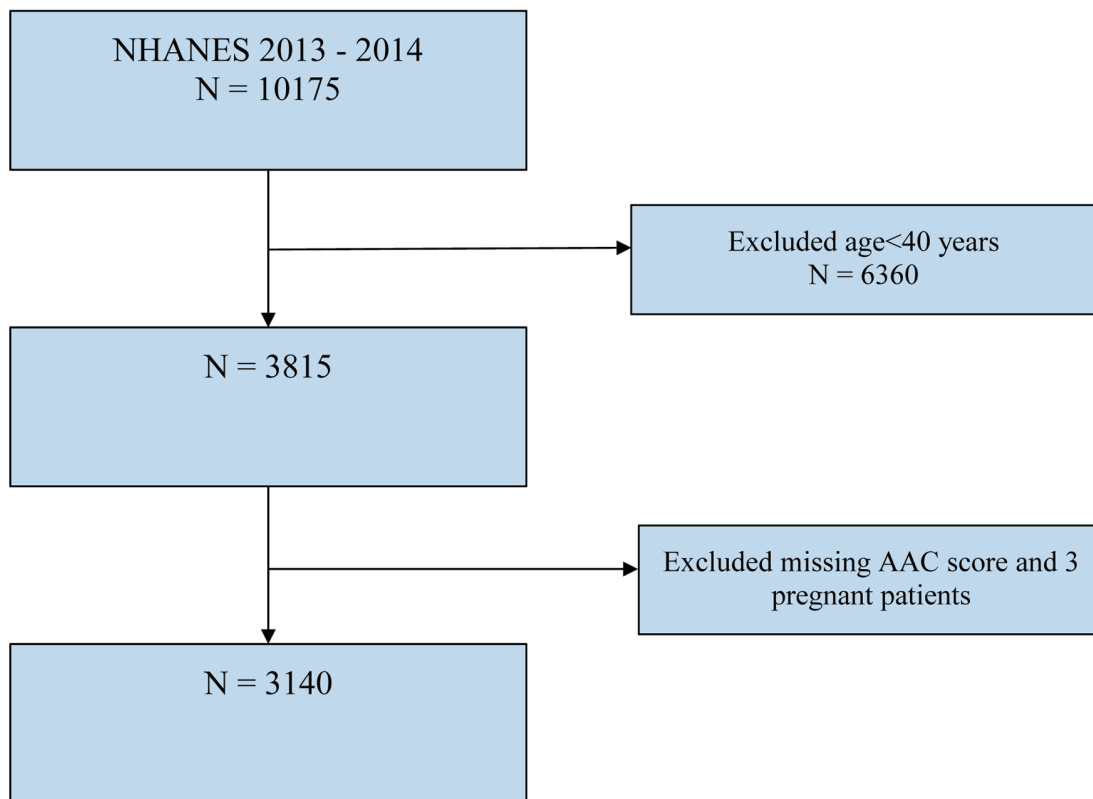 NHANES 2013 - 2014
N = 10175
Excluded age<40 years
N = 6360
N = 3815
Excluded missing AAC score and 3
pregnant patients
N = 3140